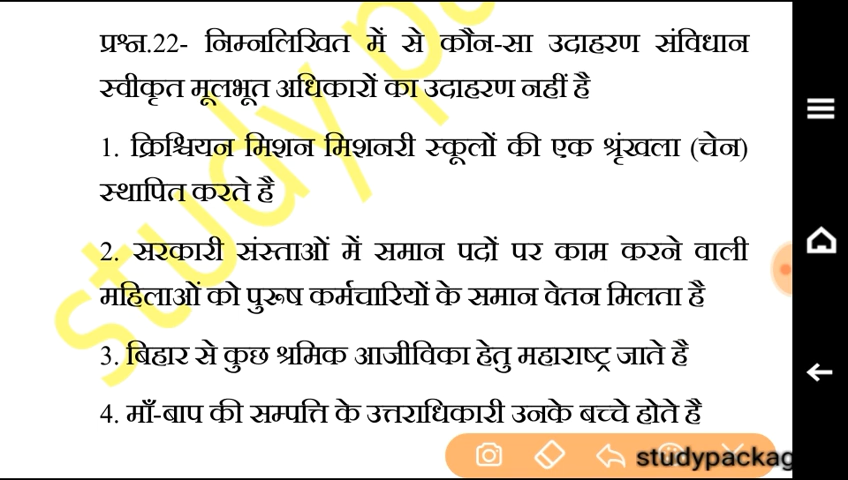 प्रश्न.22- निम्नलिखित में से कौन-सा उदाहरण संविधान
स्वीकृत मूलभूत अधिकारों का उदाहरण नहीं है
1. क्रिश्चियन मिशन मिशनरी स्कूलों की एक श्रृंखला (चेन)
स्थापित करते है
2. सरकारी संस्ताओं में समान पदों पर काम करने वाली
महिलाओं को पुरूष कर्मचारियों के समान वेतन मिलता है
3. बिहार से कुछ श्रमिक आजीविका हेतु महाराष्ट्र जाते है
4. माँ-बाप की सम्पत्ति के उत्तराधिकारी उनके बच्चे होते है
study pa
studypackag